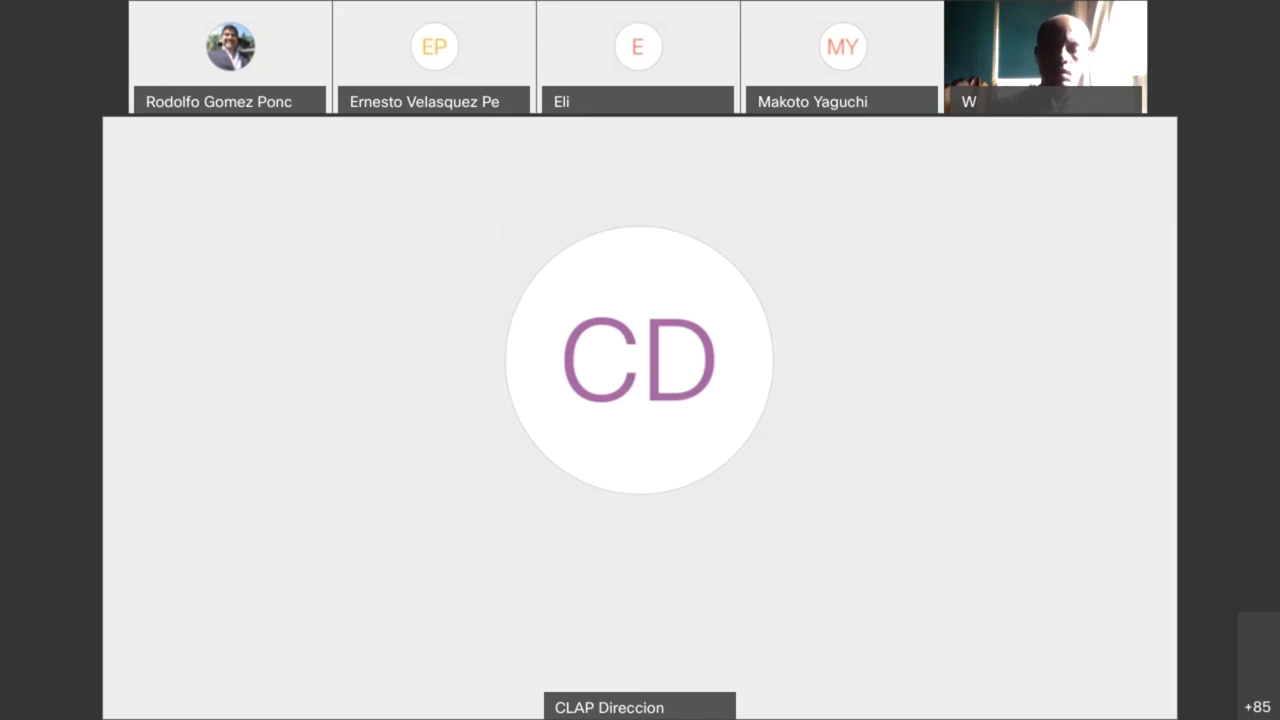 EP
E
MY
Rodolfo Gomez Ponc
Ernesto Velasquez Pe
Eli
Makoto Yaguchi
W
CD
CLAP Direccion
+85